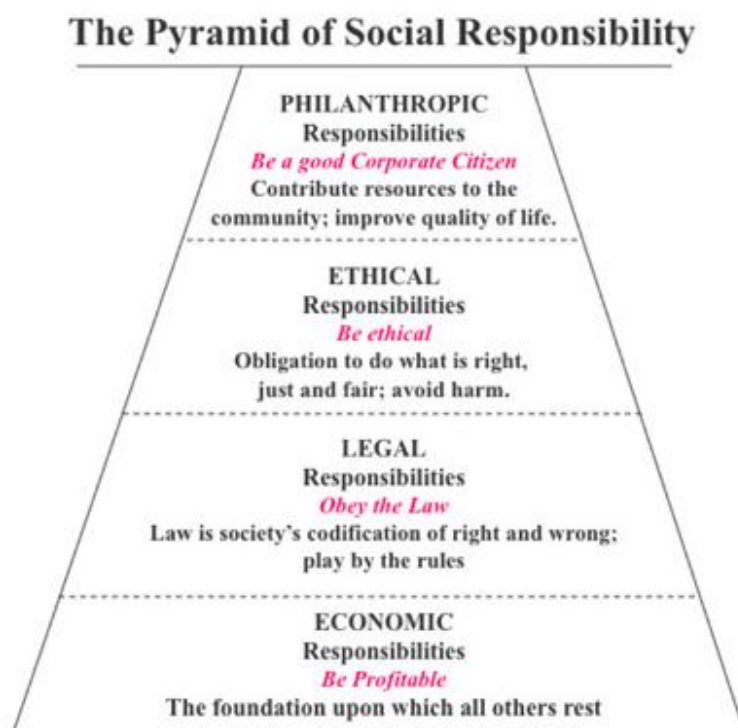 The Pyramid of Social Responsibility
PHILANTHROPIC
Responsibilities
Be a good Corporate Citizen
Contribute resources to the
community; improve quality of life.
ETHICAL
Responsibilities
Be ethical
Obligation to do what is right,
just and fair; avoid harm.
LEGAL
Responsibilities
Obey the Law
Law is society’s codification of right and wrong;
play by the rules
ECONOMIC
Responsibilities
Be Profitable
The foundation upon which all others rest